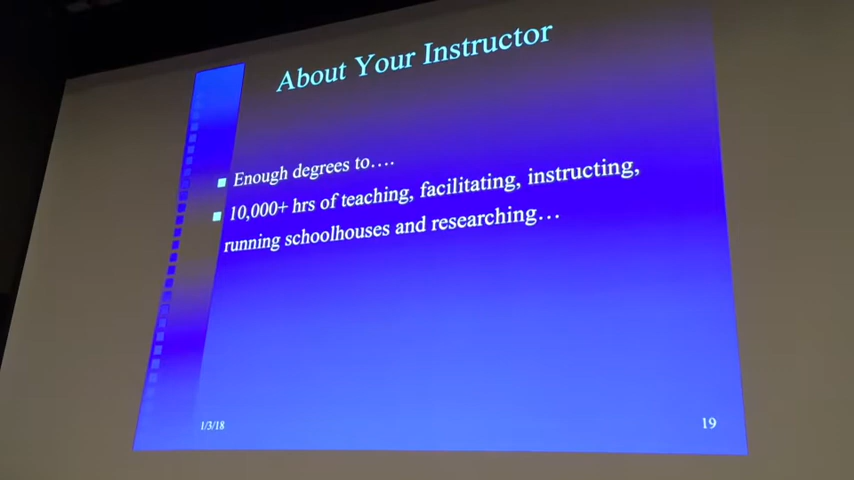 About Your Instructor
Enough degrees to….
10,000+ hrs of teaching, facilitating, instructing,
running schoolhouses and researching…
1/3/18
19